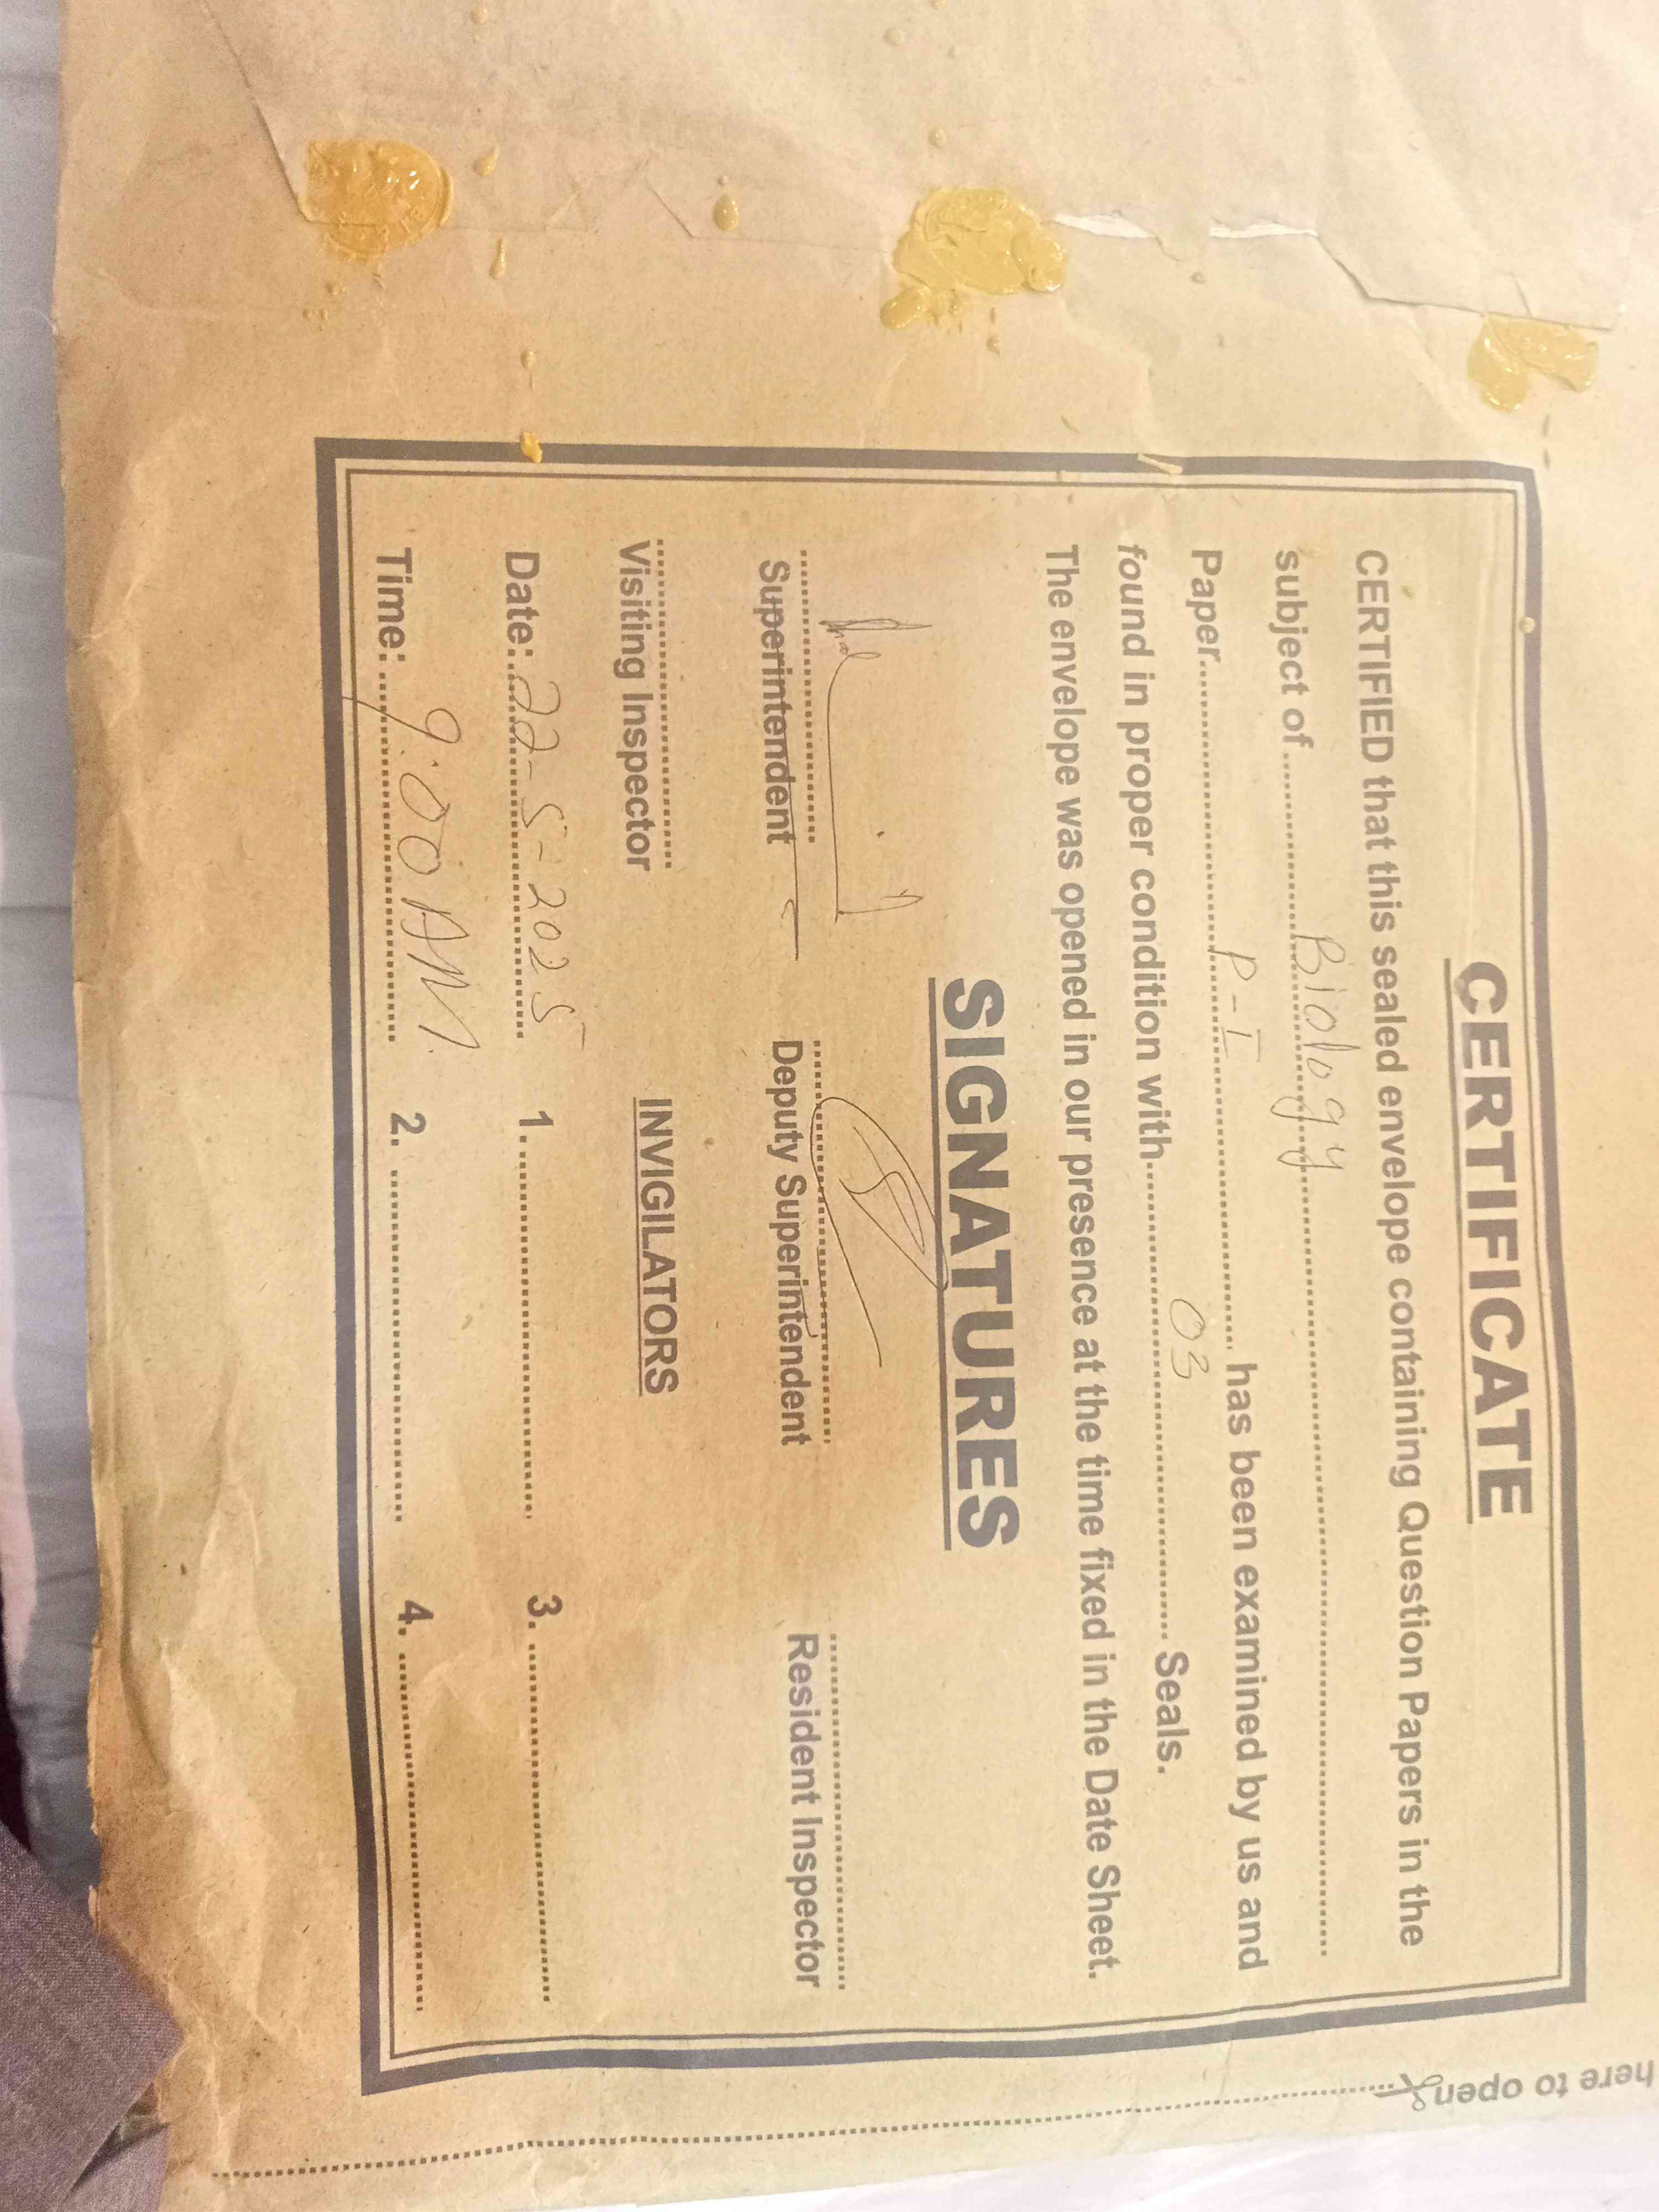 CERTIFICATE
CERTIFIED that this sealed envelope containing Question Papers in the
subject of.......Biology.......
Paper.......P-I....... has been examined by us and
found in proper condition with.......03....... Seals.
The envelope was opened in our presence at the time fixed in the Date Sheet.
SIGNATURES
Superintendent Deputy Superintendent Resident Inspector
Visiting Inspector INVIGILATORS
Date: 22-5-2025 1. 3.
Time: 9:00 AM. 2. 4.
here to open